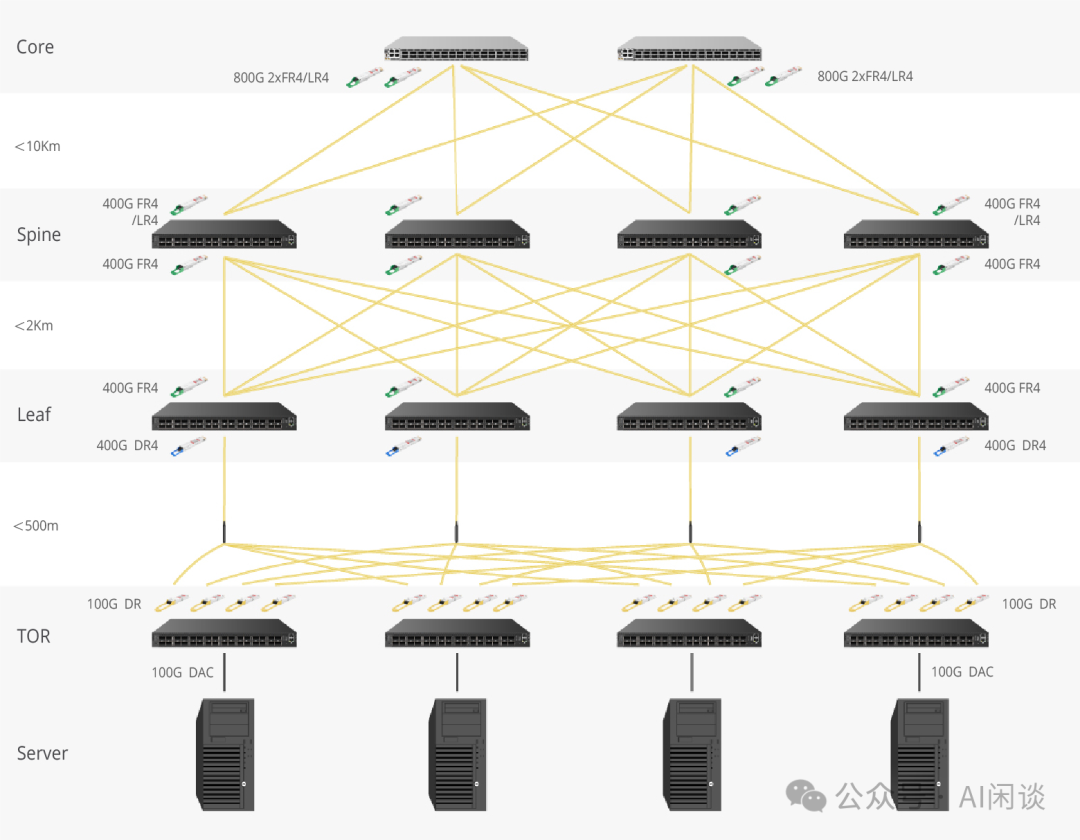 Core
800G 2xFR4/LR4
800G 2xFR4/LR4
<10Km
400G FR4
/LR4
400G FR4
/LR4
Spine
400G FR4
400G FR4
<2Km
400G FR4
400G FR4
Leaf
400G DR4
400G DR4
<500m
100G DR
100G DR
TOR
100G DAC
100G DAC
Server
公众号 AI闲谈